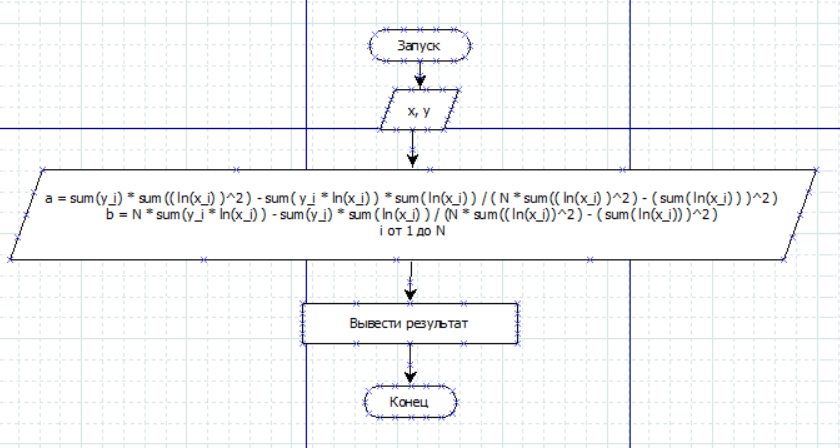 Запуск
x, y
a = sum(y_i) * sum(( ln(x_i) )^2 ) - sum( y_i * ln(x_i) ) * sum( ln(x_i) ) / ( N * sum(( ln(x_i) )^2 ) - ( sum( ln(x_i) ) )^2 )
b = N * sum(y_i * ln(x_i) ) - sum(y_i) * sum ( ln(x_i) ) / (N * sum(( ln(x_i))^2 ) - ( sum( ln(x_i)) )^2 )
i от 1 до N
Вывести результат
Конец